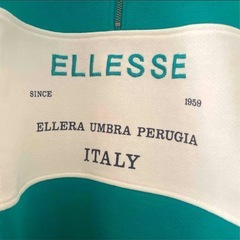 ELLESSE
SINCE 1959
ELLERA UMBRA PERUGIA
ITALY